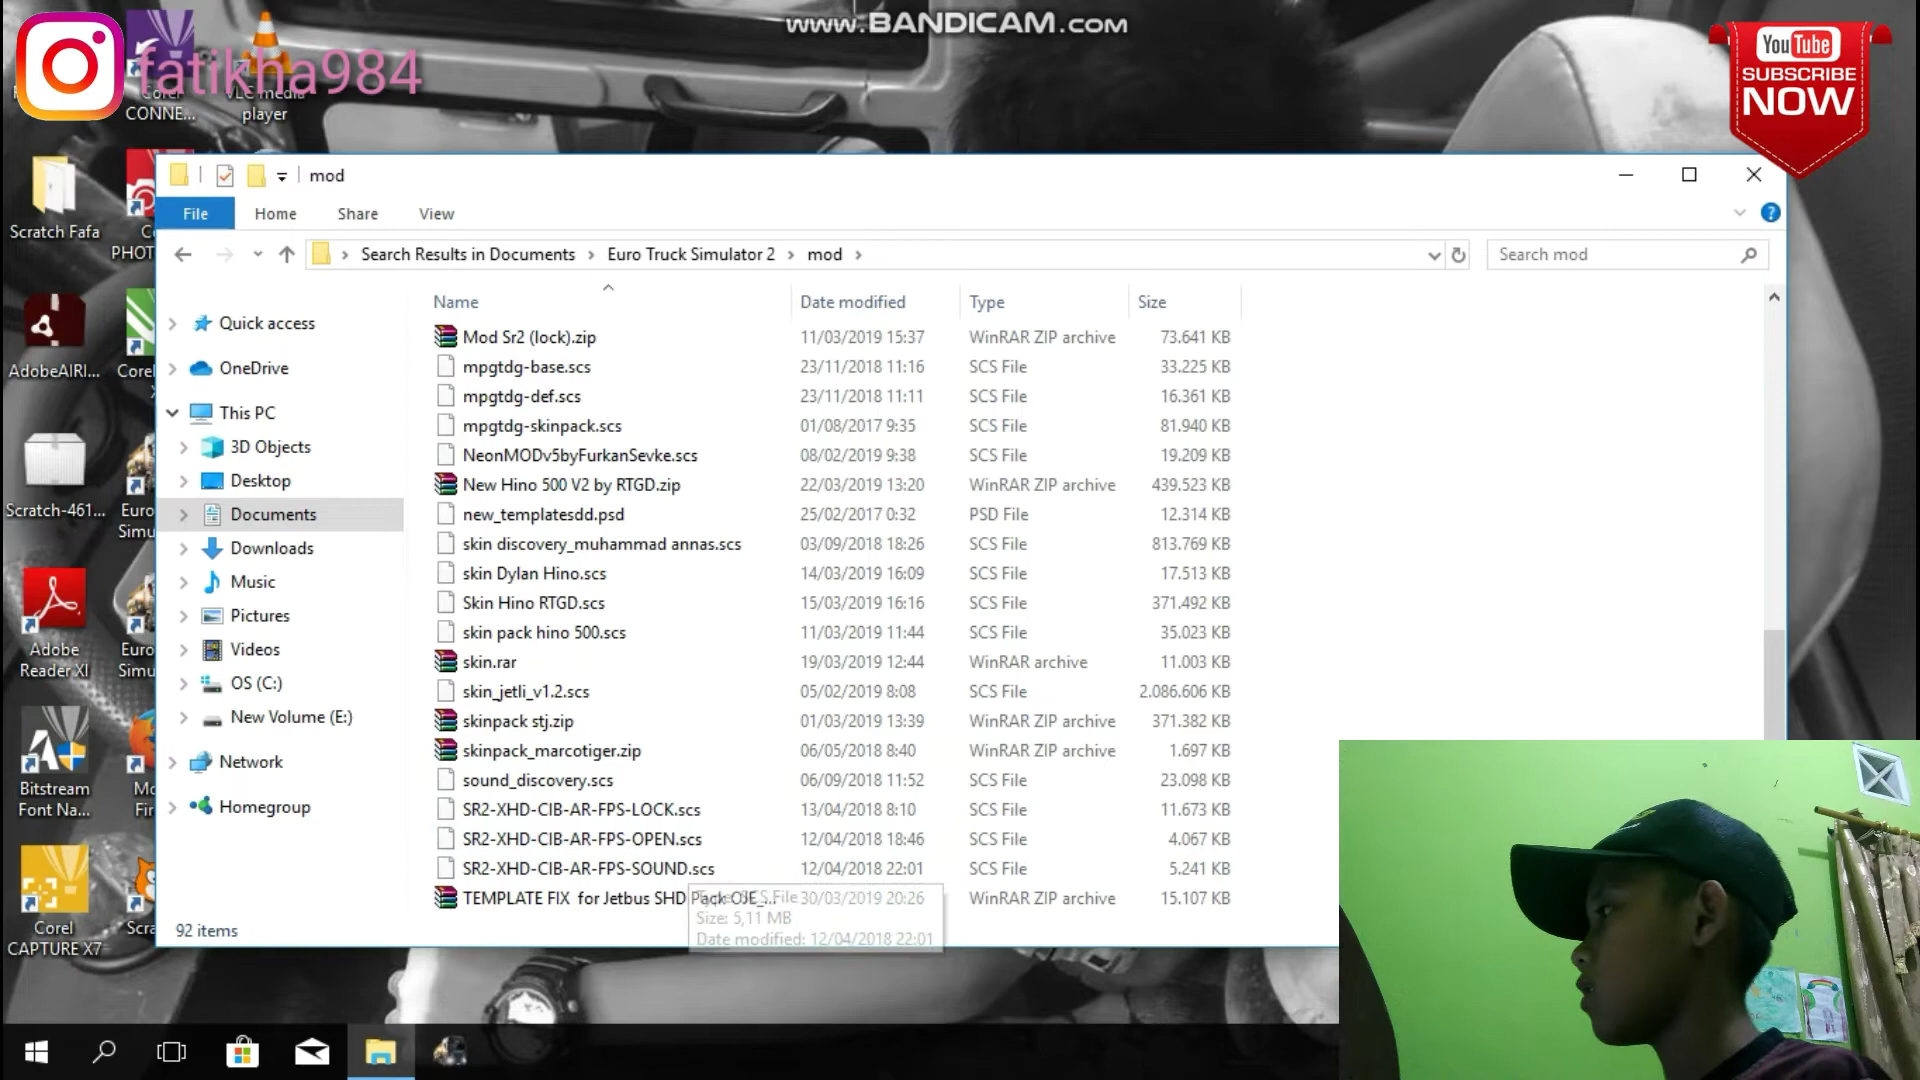 www.BANDICAM.com
fatikha984
YouTube
SUBSCRIBE
NOW
Corel
CONNE...
VLC media
player
mod
File
Home
Share
View
Search Results in Documents
Euro Truck Simulator 2
mod
Search mod
Name
Date modified
Type
Size
Mod Sr2 (lock).zip 11/03/2019 15:37 WinRAR ZIP archive 73.641 KB
mpgtdg-base.scs 23/11/2018 11:16 SCS File 33.225 KB
mpgtdg-def.scs 23/11/2018 11:11 SCS File 16.361 KB
mpgtdg-skinpack.scs 01/08/2017 9:35 SCS File 81.940 KB
NeonMODv5byFurkanSevke.scs 08/02/2019 9:38 SCS File 19.209 KB
New Hino 500 V2 by RTGD.zip 22/03/2019 13:20 WinRAR ZIP archive 439.523 KB
new_templatesdd.psd 25/02/2017 0:32 PSD File 12.314 KB
skin discovery_muhammad annas.scs 03/09/2018 18:26 SCS File 813.769 KB
skin Dylan Hino.scs 14/03/2019 16:09 SCS File 17.513 KB
Skin Hino RTGD.scs 15/03/2019 16:16 SCS File 371.492 KB
skin pack hino 500.scs 11/03/2019 11:44 SCS File 35.023 KB
skin.rar 19/03/2019 12:44 WinRAR archive 11.003 KB
skin_jetli_v1.2.scs 05/02/2019 8:08 SCS File 2.086.606 KB
skinpack stj.zip 01/03/2019 13:39 WinRAR ZIP archive 371.382 KB
skinpack_marcotiger.zip 06/05/2018 8:40 WinRAR ZIP archive 1.697 KB
sound_discovery.scs 06/09/2018 11:52 SCS File 23.098 KB
SR2-XHD-CIB-AR-FPS-LOCK.scs 13/04/2018 8:10 SCS File 11.673 KB
SR2-XHD-CIB-AR-FPS-OPEN.scs 12/04/2018 18:46 SCS File 4.067 KB
SR2-XHD-CIB-AR-FPS-SOUND.scs 12/04/2018 22:01 SCS File 5.241 KB
TEMPLATE FIX for Jetbus SHD Pack OJE_... 30/03/2019 20:26 WinRAR ZIP archive 15.107 KB
Type: SCS File
Size: 5,11 MB
Date modified: 12/04/2018 22:01
92 items
Quick access
OneDrive
This PC
3D Objects
Desktop
Documents
Downloads
Music
Pictures
Videos
OS (C:)
New Volume (E:)
Network
Homegroup
Scratch Fafa
PHOT
AdobeAIRI...
Corel
X
Scratch-461...
Euro
Simu
Adobe
Reader XI
Euro
Simu
Bitstream
Font Na...
Mo
Fir
Corel
CAPTURE X7
Scra